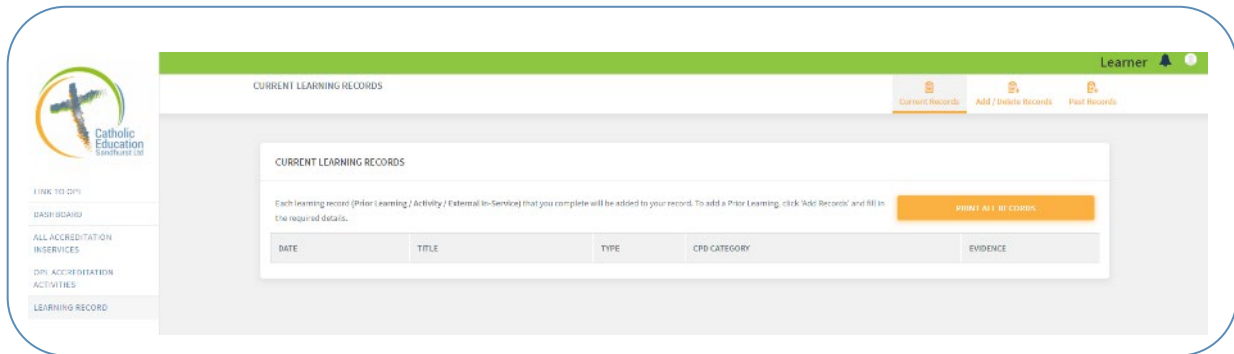 Learner
CURRENT LEARNING RECORDS
Current Records
Add / Delete Records
Past Records
Catholic
Education
Sandhurst Ltd
CURRENT LEARNING RECORDS
LINK TO OPL
Each learning record (Prior Learning / Activity / External In-Service) that you complete will be added to your record. To add a Prior Learning, click 'Add Records' and fill in
the required details.
PRINT ALL RECORDS
DASHBOARD
ALL ACCREDITATION
INSERVICES
DATE TITLE TYPE CPD CATEGORY EVIDENCE
OPL ACCREDITATION
ACTIVITIES
LEARNING RECORD